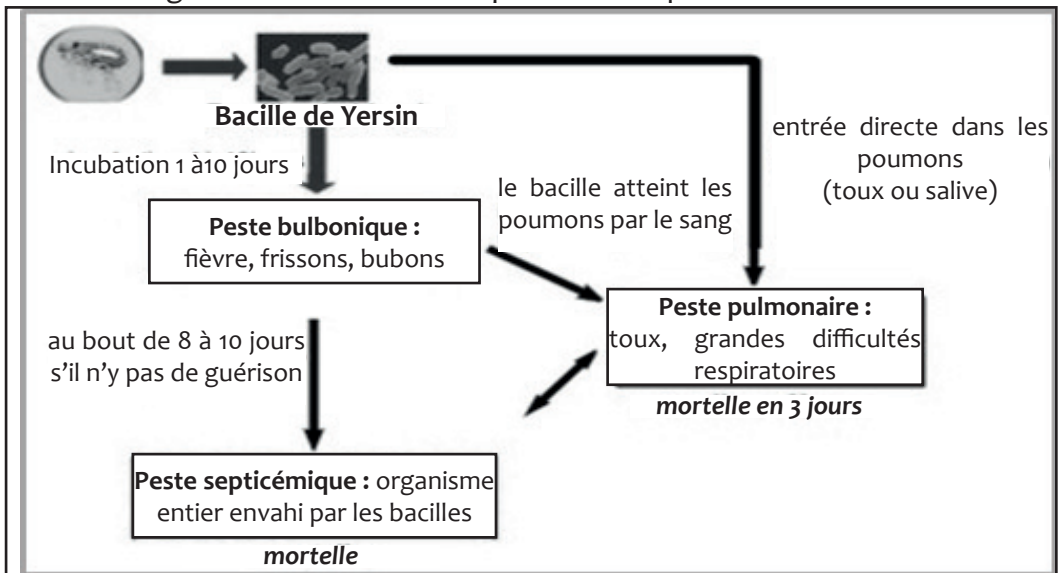 Bacille de Yersin
Incubation 1 à10 jours
entrée directe dans les
poumons
(toux ou salive)
le bacille atteint les
poumons par le sang
Peste bulbonique :
fièvre, frissons, bubons
Peste pulmonaire :
toux, grandes difficultés
respiratoires
mortelle en 3 jours
au bout de 8 à 10 jours
s'il n'y pas de guérison
Peste septicémique : organisme
entier envahi par les bacilles
mortelle